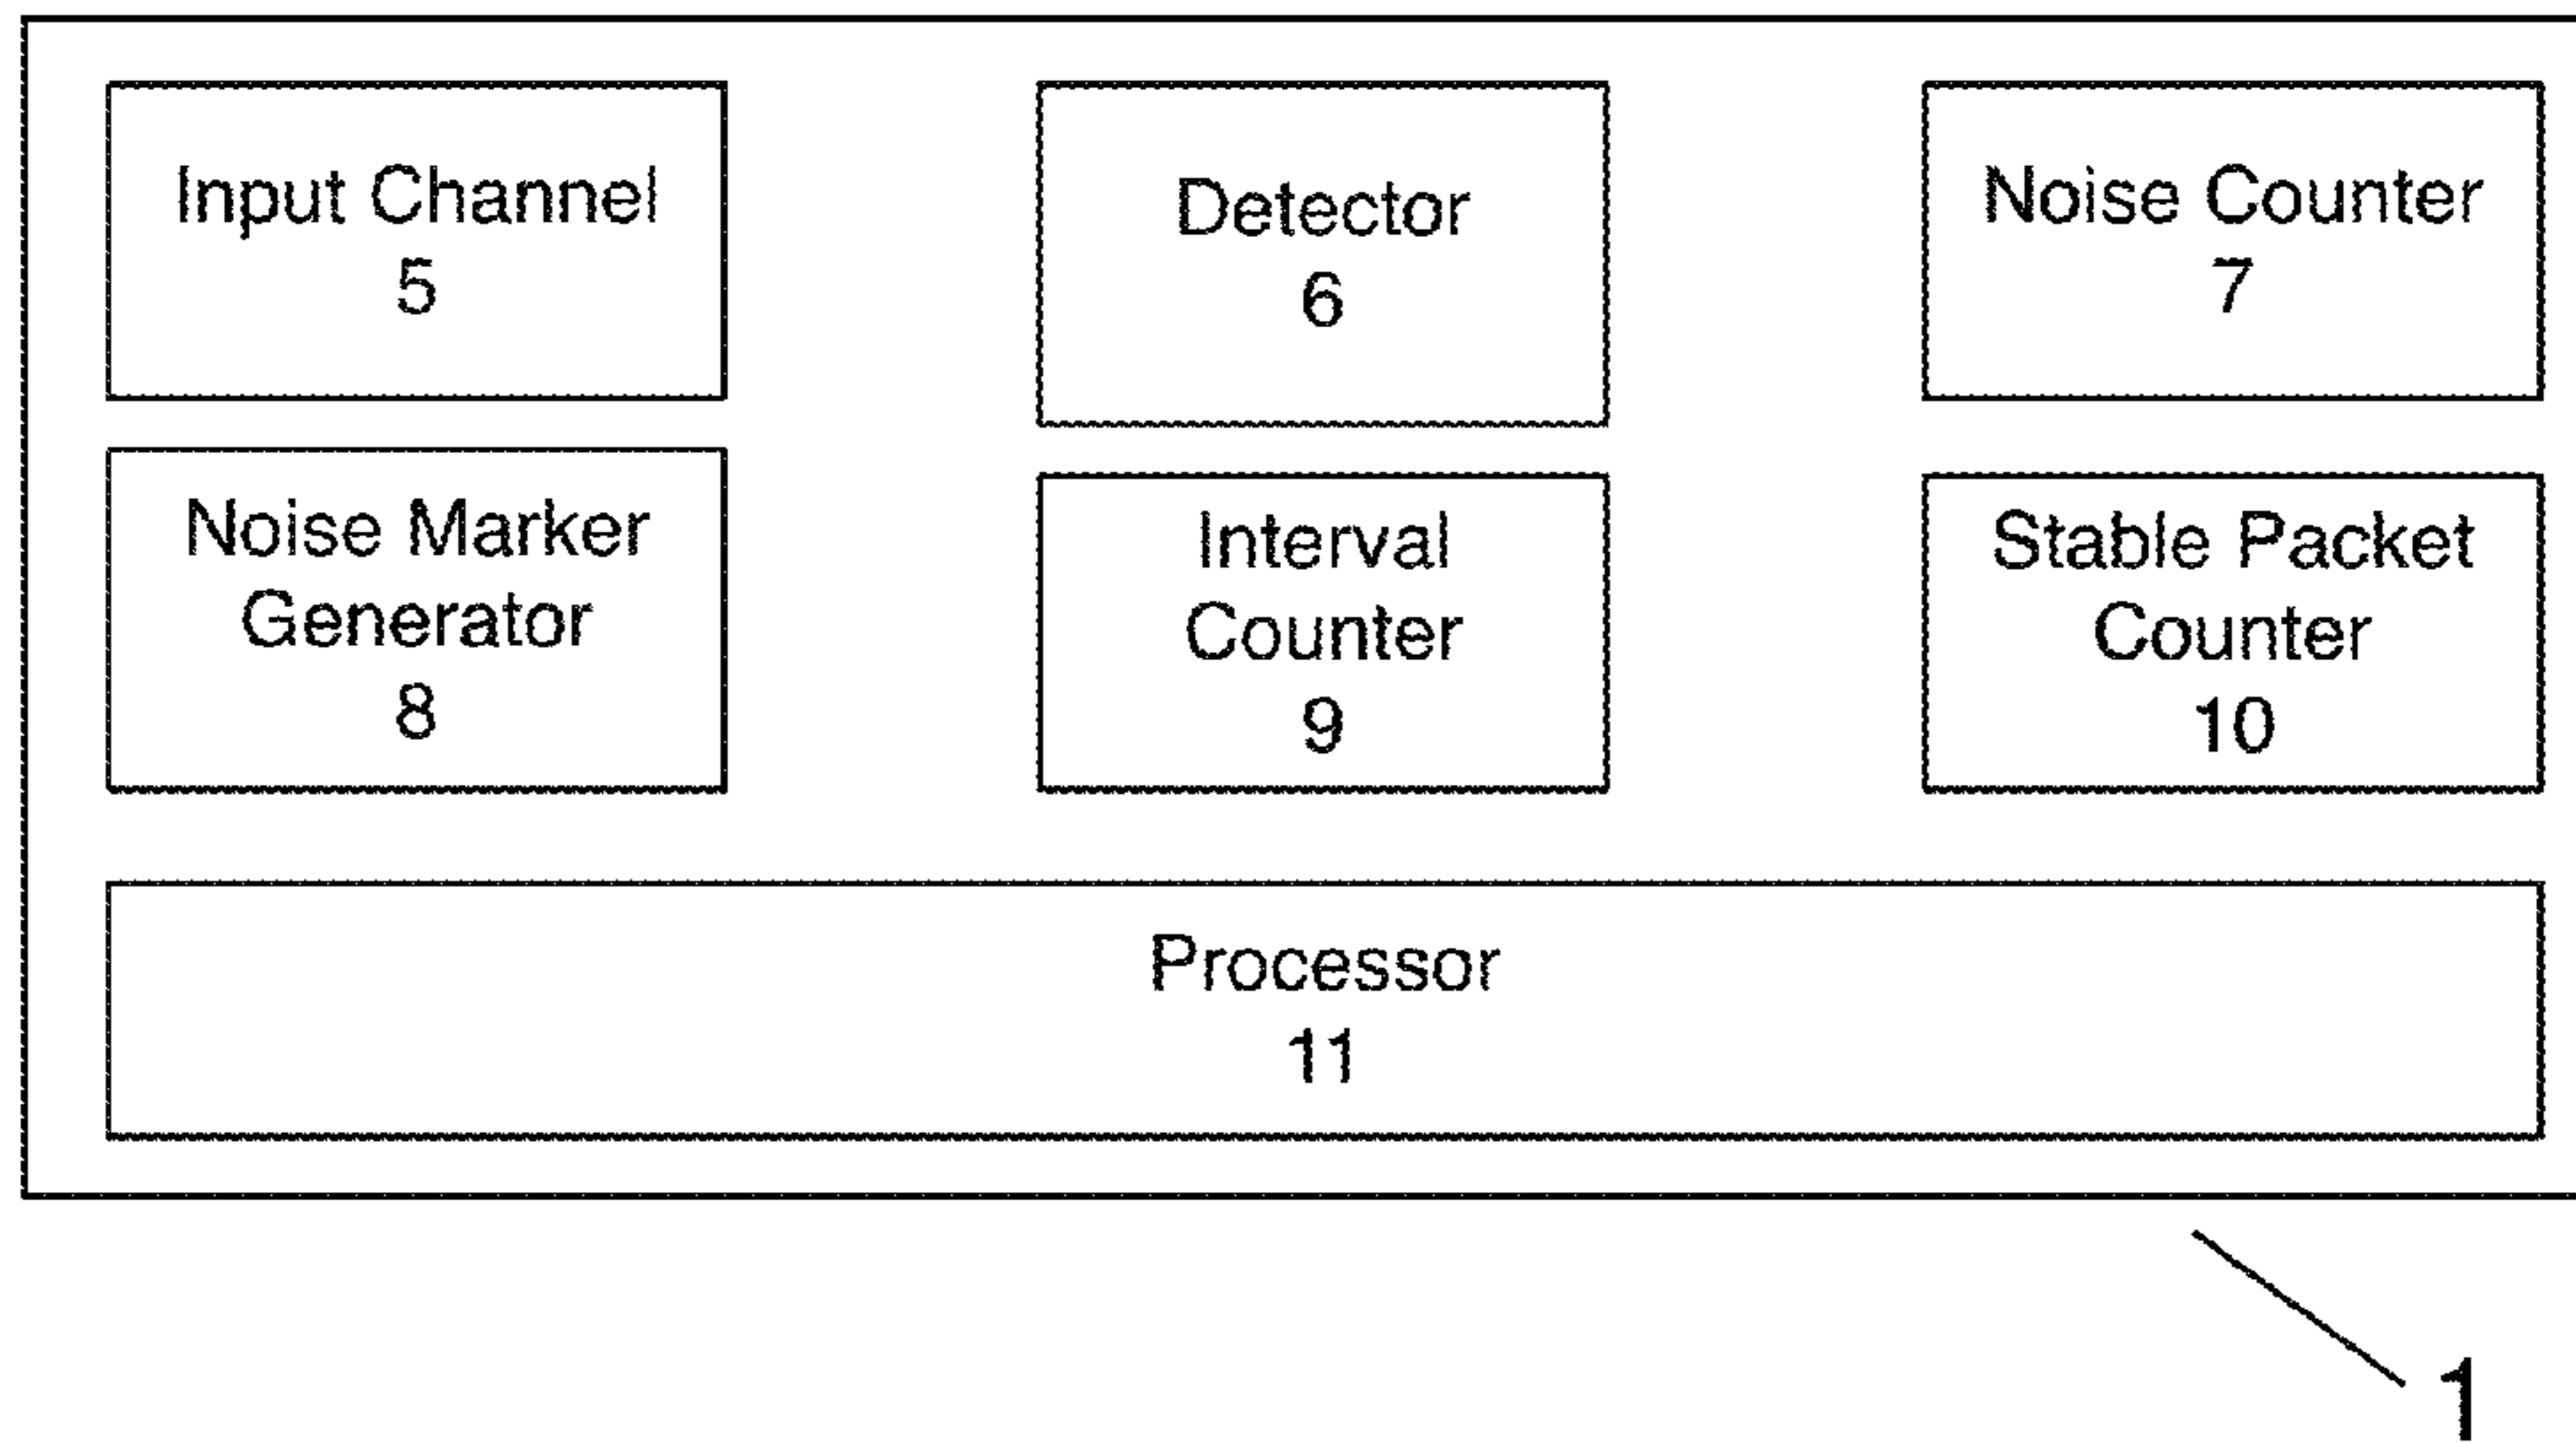 Input Channel
5
Detector
6
Noise Counter
7
Noise Marker
Generator
8
Interval
Counter
9
Stable Packet
Counter
10
Processor
11
1